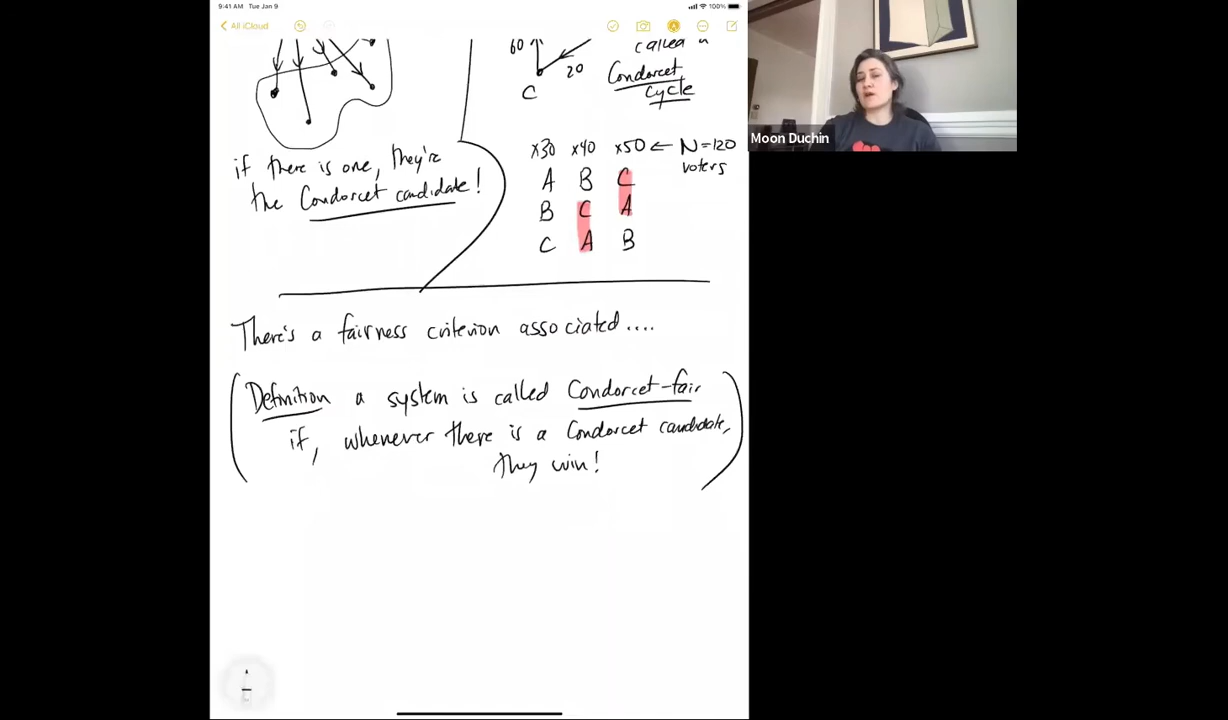 9:41 AM Tue Jan 9
100%
All iCloud
60
20
C
called a
Condorcet
cycle
if there is one, they're
the Condorcet candidate!
x30 x40 x50 ← N=120
voters
A B C
B C A
C A B
There's a fairness criterion associated....
(Definition a system is called Condorcet-fair
if, whenever there is a Condorcet candidate,
they win!)
Moon Duchin